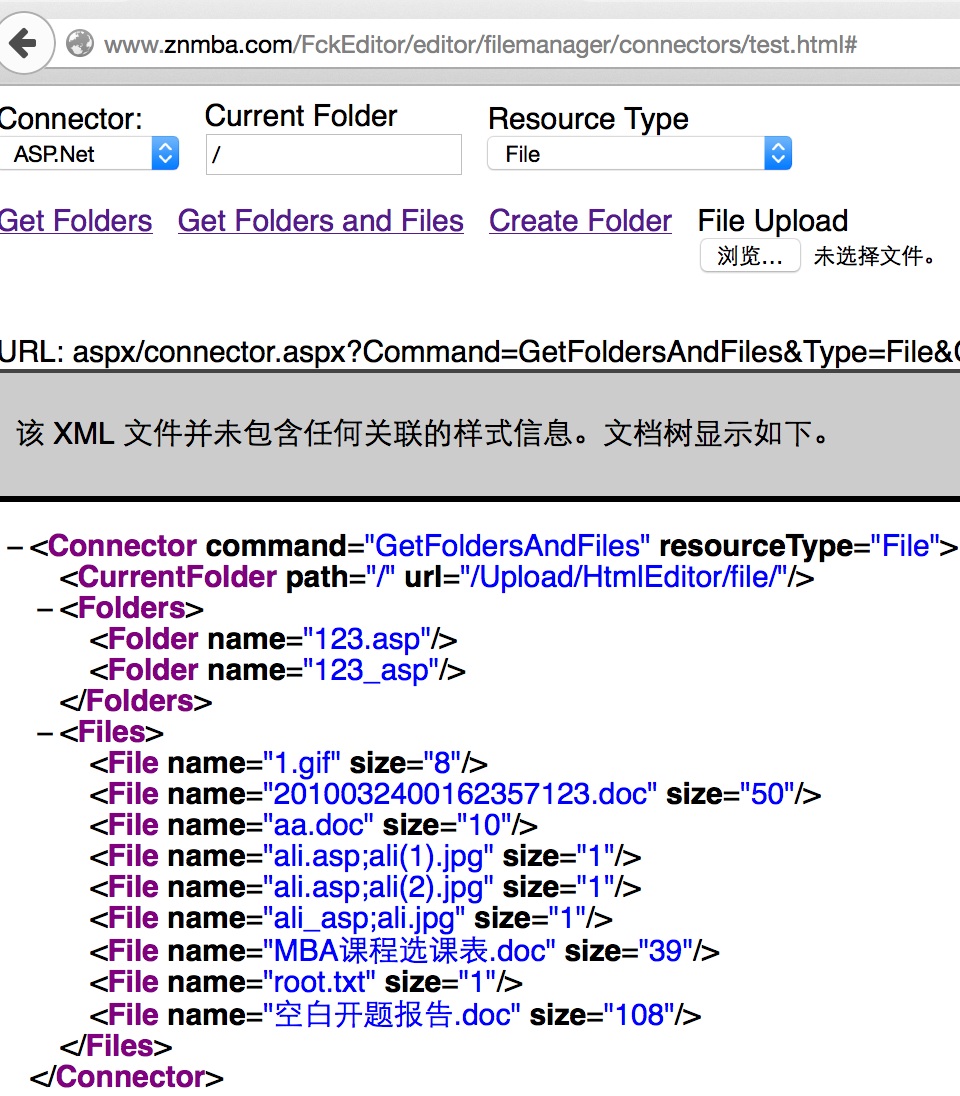 www.znmba.com/FckEditor/editor/filemanager/connectors/test.html#
Connector: Current Folder Resource Type
ASP.Net / File
Get Folders Get Folders and Files Create Folder File Upload
浏览... 未选择文件。
URL: aspx/connector.aspx?Command=GetFoldersAndFiles&Type=File&
该 XML 文件并未包含任何关联的样式信息。文档树显示如下。
– <Connector command="GetFoldersAndFiles" resourceType="File">
<CurrentFolder path="/" url="/Upload/HtmlEditor/file/"/>
– <Folders>
<Folder name="123.asp"/>
<Folder name="123_asp"/>
</Folders>
– <Files>
<File name="1.gif" size="8"/>
<File name="2010032400162357123.doc" size="50"/>
<File name="aa.doc" size="10"/>
<File name="ali.asp;ali(1).jpg" size="1"/>
<File name="ali.asp;ali(2).jpg" size="1"/>
<File name="ali_asp;ali.jpg" size="1"/>
<File name="MBA课程选课表.doc" size="39"/>
<File name="root.txt" size="1"/>
<File name="空白开题报告.doc" size="108"/>
</Files>
</Connector>